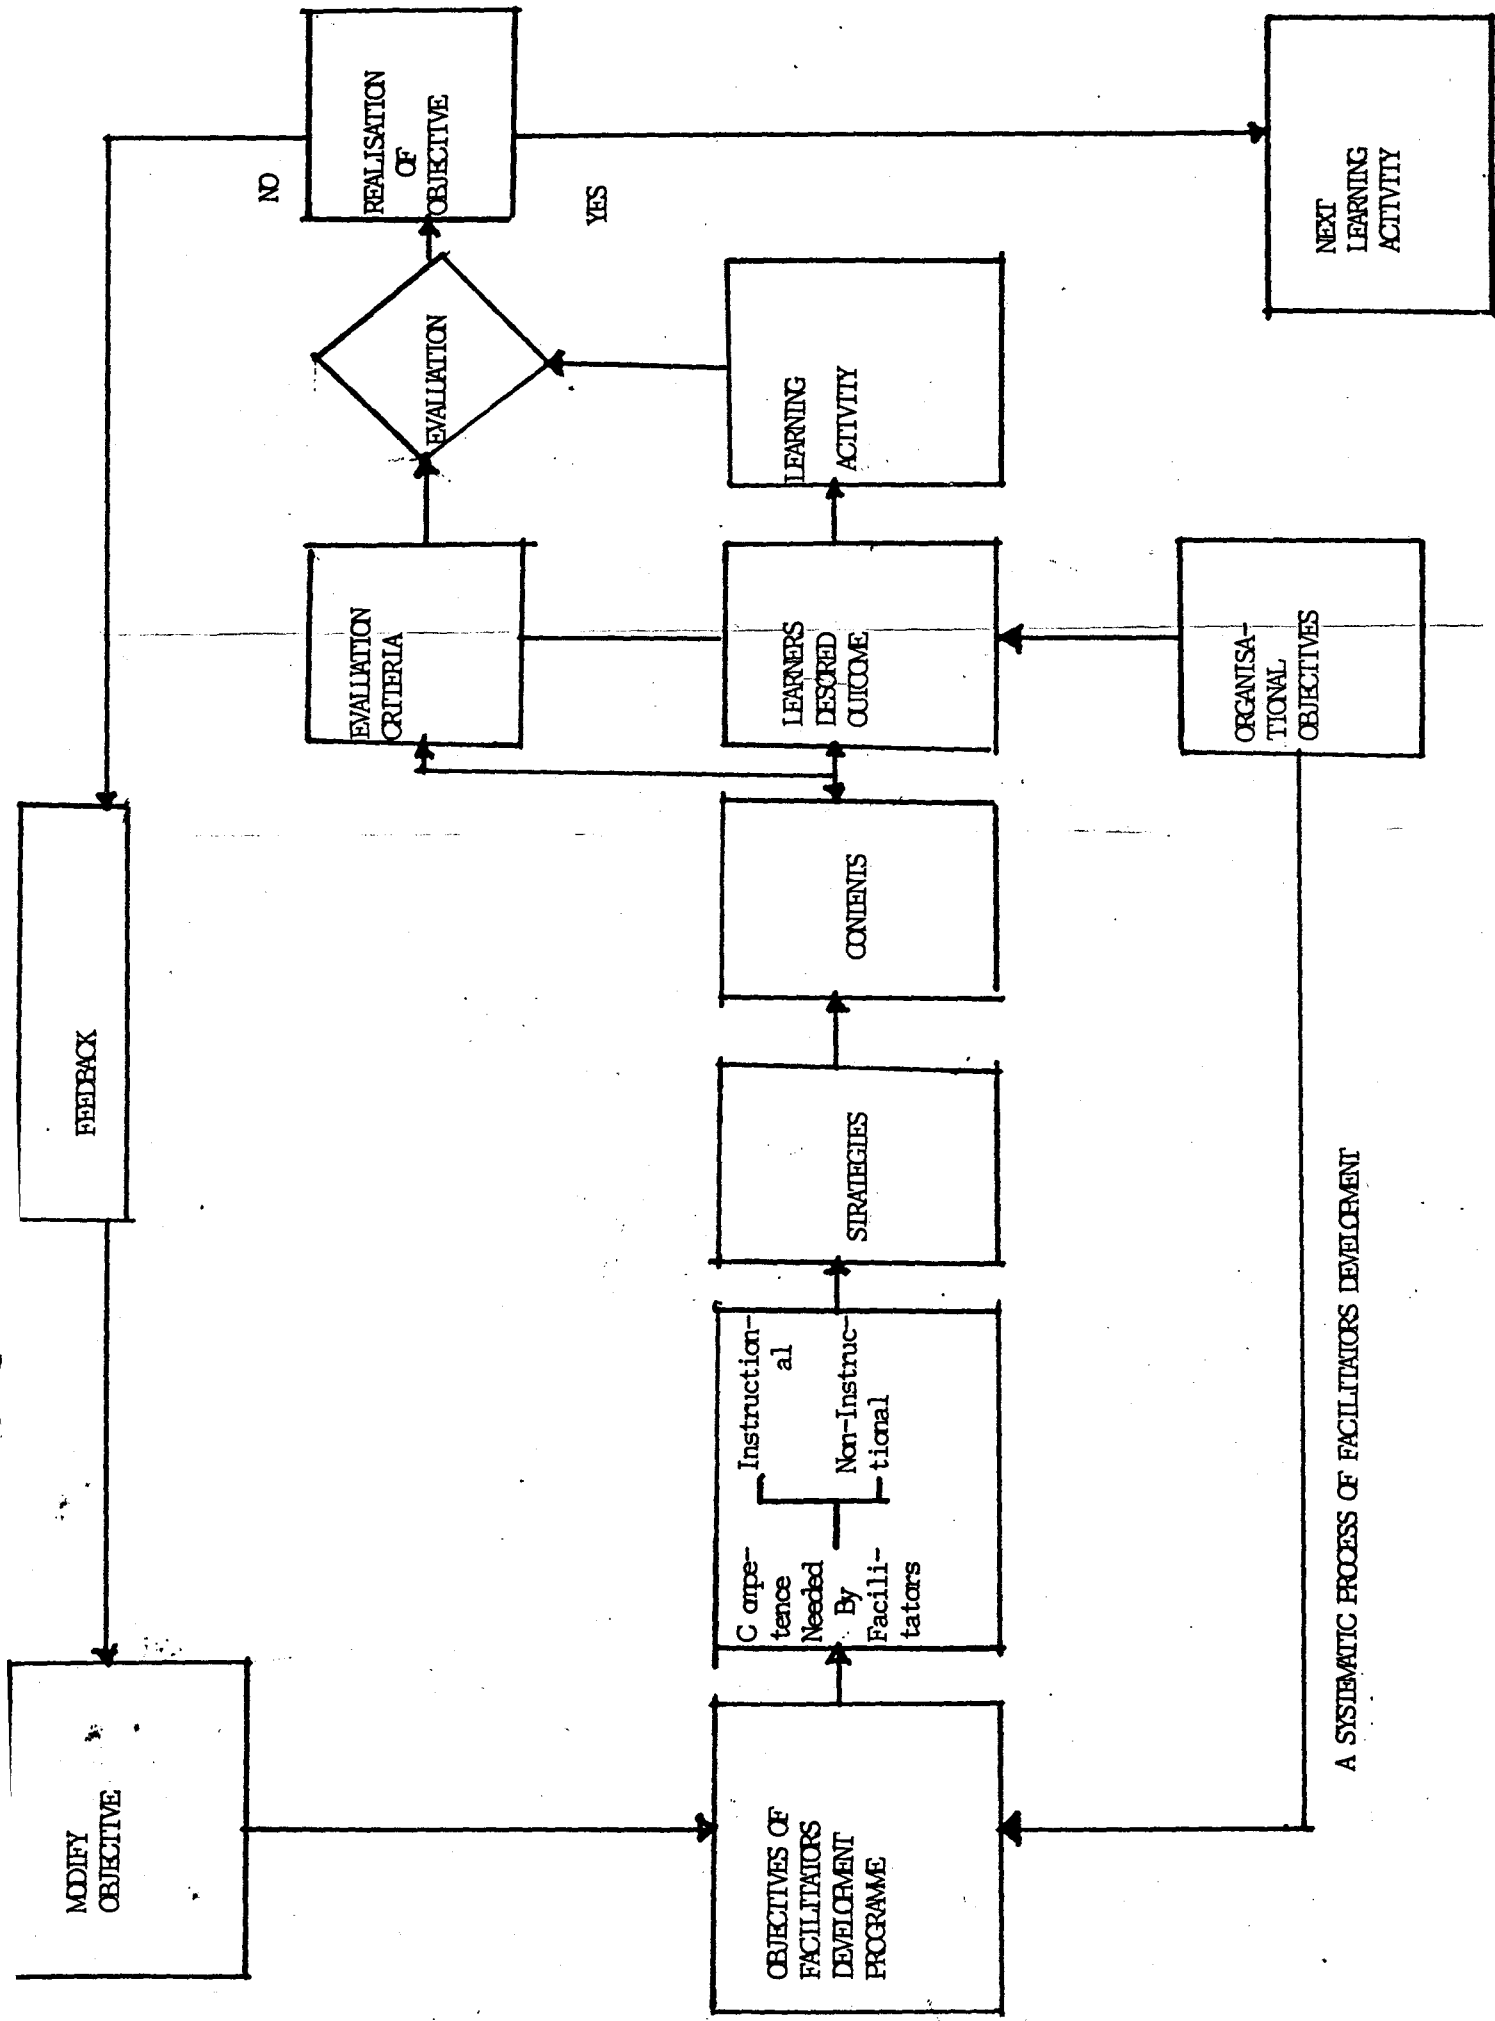 MODIFY
OBJECTIVE
FEEDBACK
NO
REALISATION
OF
OBJECTIVE
YES
EVALUATION
CRITERIA
EVALUATION
OBJECTIVES OF
FACILITATORS
DEVELOPMENT
PROGRAMME
C ompe-
tence
Needed
By
Facili-
tators
Instruction-
al
Non-Instruc-
tional
STRATEGIES
CONTENTS
LEARNERS
DESCRED
OUTCOME
LEARNING
ACTIVITY
ORGANISA-
TIONAL
OBJECTIVES
NEXT
LEARNING
ACTIVITY
A SYSTEMATIC PROCESS OF FACILITATORS DEVELOPMENT